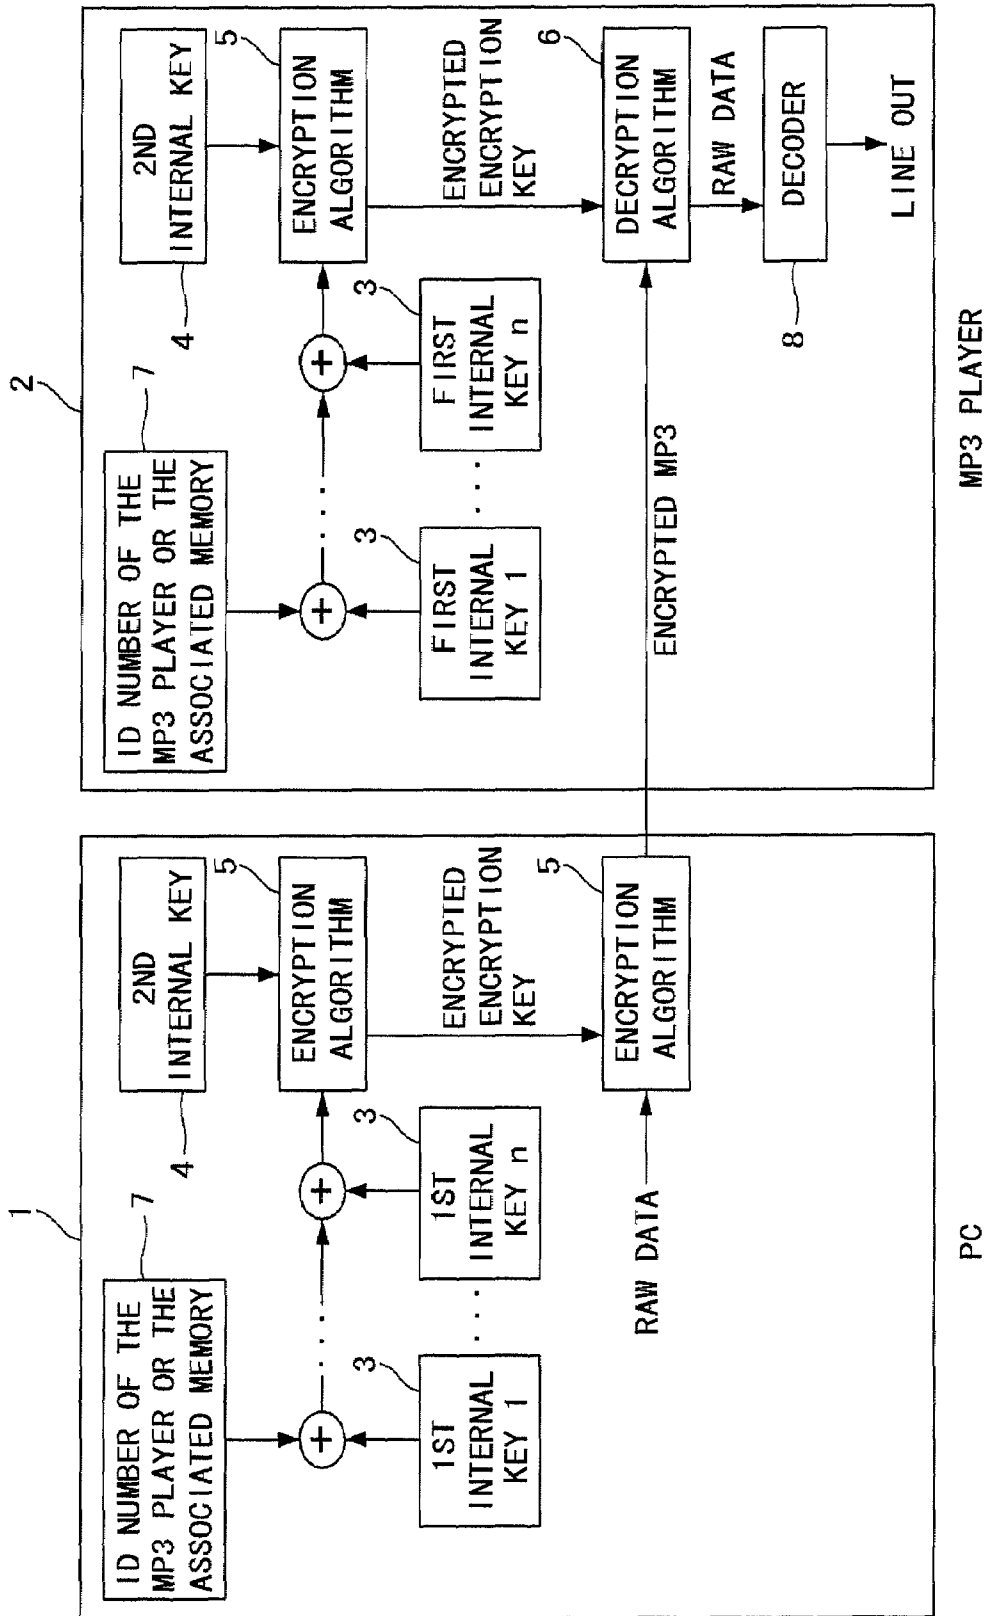 1
ID NUMBER OF THE
MP3 PLAYER OR THE
ASSOCIATED MEMORY
7
2ND
INTERNAL KEY
4
+
+
ENCRYPTION
ALGORITHM
5
1ST
INTERNAL
KEY 1
3
...
1ST
INTERNAL
KEY n
3
ENCRYPTED
ENCRYPTION
KEY
RAW DATA
ENCRYPTION
ALGORITHM
5
PC
2
ID NUMBER OF THE
MP3 PLAYER OR THE
ASSOCIATED MEMORY
7
2ND
INTERNAL KEY
4
+
+
ENCRYPTION
ALGORITHM
5
FIRST
INTERNAL
KEY 1
3
...
FIRST
INTERNAL
KEY n
3
ENCRYPTED
ENCRYPTION
KEY
ENCRYPTED MP3
DECRYPTION
ALGORITHM
6
RAW DATA
DECODER
8
LINE OUT
MP3 PLAYER